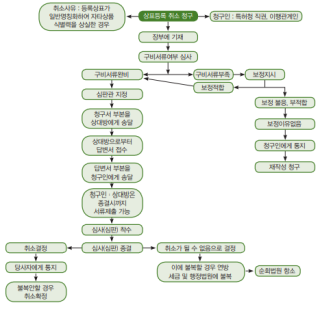 취소사유 : 등록상표가
일반명칭화하여 자타상품
식별력을 상실한 경우
상표등록 취소 청구
청구인 : 특허청 직권, 이해관계인
장부에 기재
구비서류여부 심사
구비서류완비
구비서류부족
보정지시
심판관 지정
보정적합
보정 불응, 부적합
청구서 부본을
상대방에게 송달
보정이유없음
상대방으로부터
답변서 접수
청구인에게 통지
답변서 부본을
청구인에게 송달
재작성 청구
청구인 · 상대방은
종결시까지
서류제출 가능
심사(심판) 착수
취소결정
심사(심판) 종결
취소가 될 수 없음으로 결정
당사자에게 통지
이에 불복할 경우 연방
세금 및 행정법원에 불복
순회법원 항소
불복안할 경우
취소확정